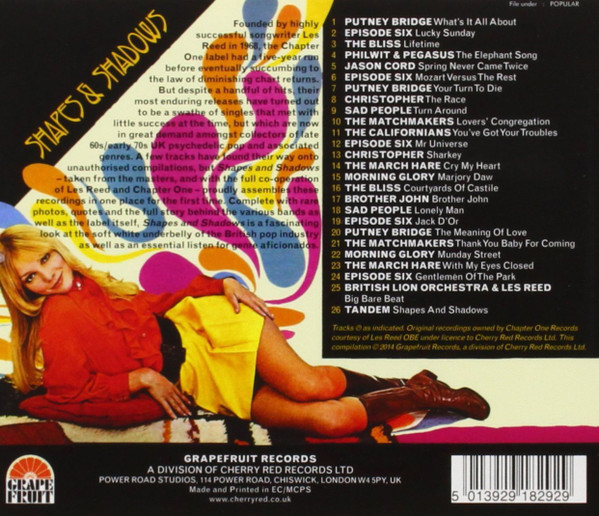 File under : POPULAR
SHAPES & SHADOWS
Founded by highly
successful songwriter Les
Reed in 1968, the Chapter
One label had a five-year run
before eventually succumbing to
the law of diminishing chart returns.
But despite a handful of hits, their
most enduring releases have turned out
to be a swathe of singles that met with
little success at the time, but which are now
in great demand among collectors of late
60s/early 70s UK psychedelic pop and associated
genres. A few tracks have found their way onto
unauthorised compilations, but Shapes and Shadows
– taken from the masters, and with the full co-operation
of Les Reed and Chapter One – assembles these
recordings in one place for the first time. Complete with rare
photos, quotes and the full story behind the various bands as
well as the label itself, Shapes and Shadows is a fascinating
look at the soft white underbelly of the British pop industry
as well as an essential listen for genre aficionados.
1 PUTNEY BRIDGE What's It All About
2 EPISODE SIX Lucky Sunday
3 THE BLISS Lifetime
4 PHILWIT & PEGASUS The Elephant Song
5 JASON CORD Spring Never Came Twice
6 EPISODE SIX Mozart Versus The Rest
7 PUTNEY BRIDGE Your Turn To Die
8 CHRISTOPHER The Race
9 SAD PEOPLE Turn Around
10 THE MATCHMAKERS Lovers' Congregation
11 THE CALIFORNIANS You've Got Your Troubles
12 EPISODE SIX Mr Universe
13 CHRISTOPHER Sharkey
14 THE MARCH HARE Cry My Heart
15 MORNING GLORY Marjory Daw
16 THE BLISS Courtyards Of Castile
17 BROTHER JOHN Brother John
18 SAD PEOPLE Lonely Man
19 EPISODE SIX Jack D'Or
20 PUTNEY BRIDGE The Meaning Of Love
21 THE MATCHMAKERS Thank You Baby For Coming
22 MORNING GLORY Munday Street
23 THE MARCH HARE With My Eyes Closed
24 EPISODE SIX Gentlemen Of The Park
25 BRITISH LION ORCHESTRA & LES REED
Big Bare Beat
26 TANDEM Shapes And Shadows
Tracks ℗ as indicated. Original recordings owned by Chapter One Records
courtesy of Les Reed OBE under licence to Cherry Red Records Ltd. This
compilation ℗ 2014 Grapefruit Records, a division of Cherry Red Records Ltd.
GRAPE
FRUIT
GRAPEFRUIT RECORDS
A DIVISION OF CHERRY RED RECORDS LTD
POWER ROAD STUDIOS, 114 POWER ROAD, CHISWICK, LONDON W4 5PY, UK
Made and Printed in EC/MCPS
www.cherryred.co.uk
5 013929 182929